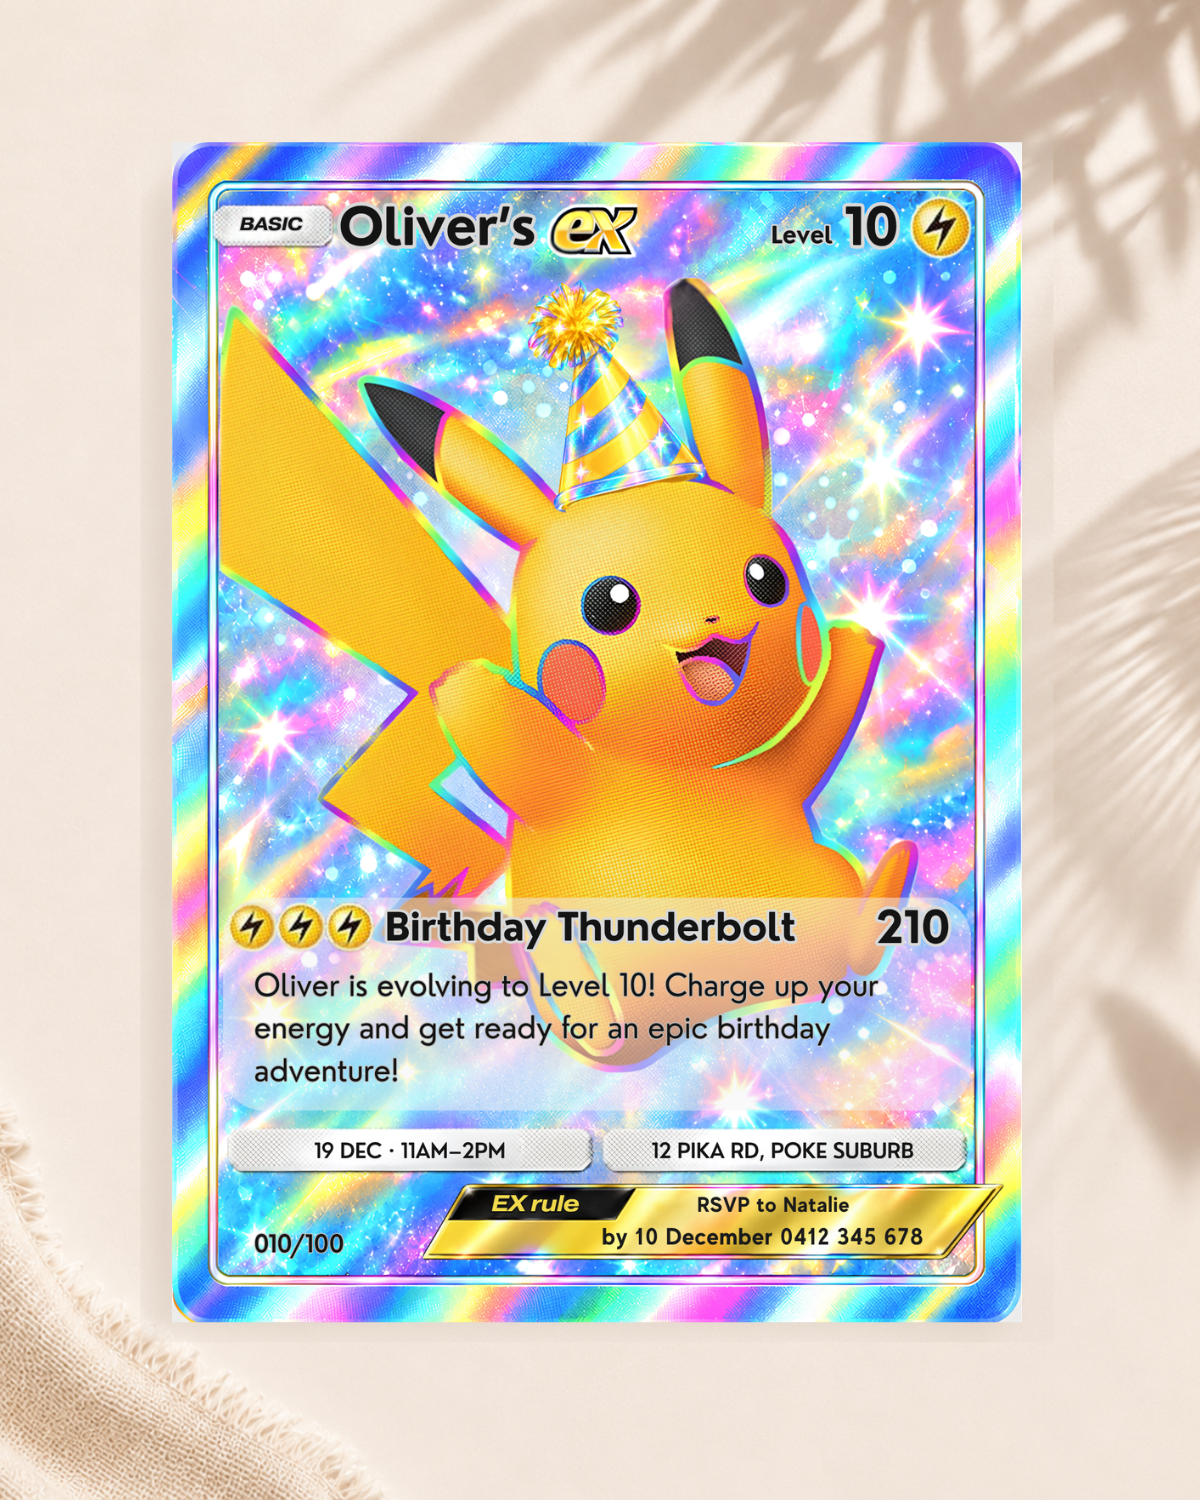 BASIC Oliver’s ex Level 10
Birthday Thunderbolt 210
Oliver is evolving to Level 10! Charge up your
energy and get ready for an epic birthday
adventure!
19 DEC · 11AM–2PM 12 PIKA RD, POKE SUBURB
EX rule RSVP to Natalie
by 10 December 0412 345 678
010/100